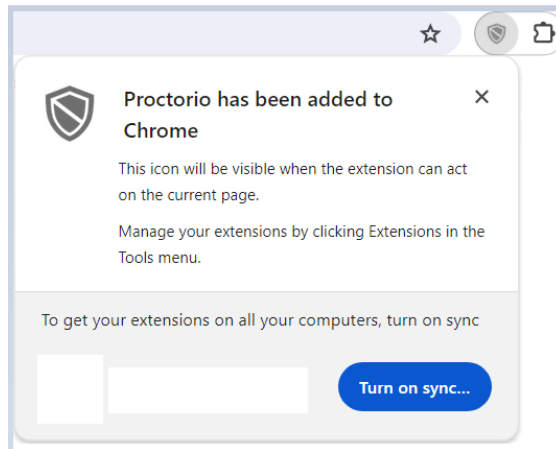 Proctorio has been added to
Chrome
This icon will be visible when the extension can act
on the current page.
Manage your extensions by clicking Extensions in the
Tools menu.
To get your extensions on all your computers, turn on sync
Turn on sync...